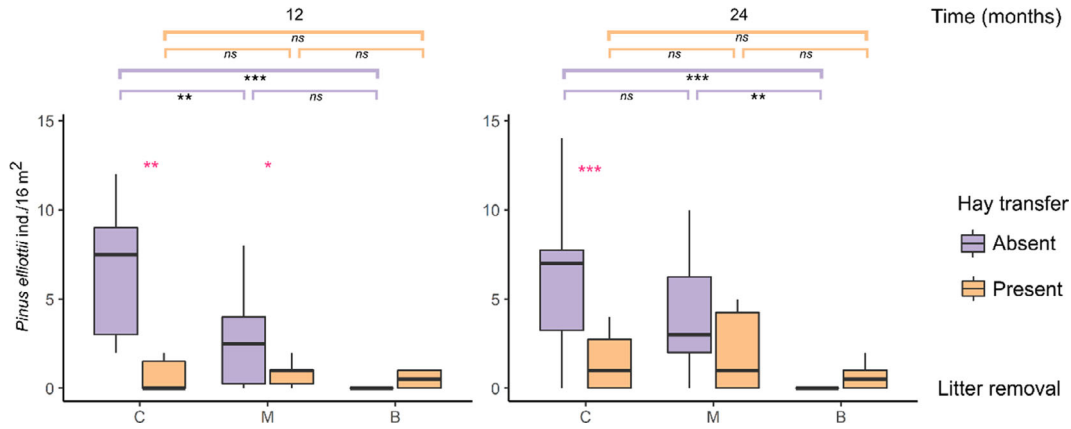 12 24 Time (months)
ns ns
ns ns ns ns
*** ***
** ns ns **
15 15
** * ***
10 10
5 5
0 0
Pinus elliottii ind./16 m²
C M B C M B
Hay transfer
Absent
Present
Litter removal